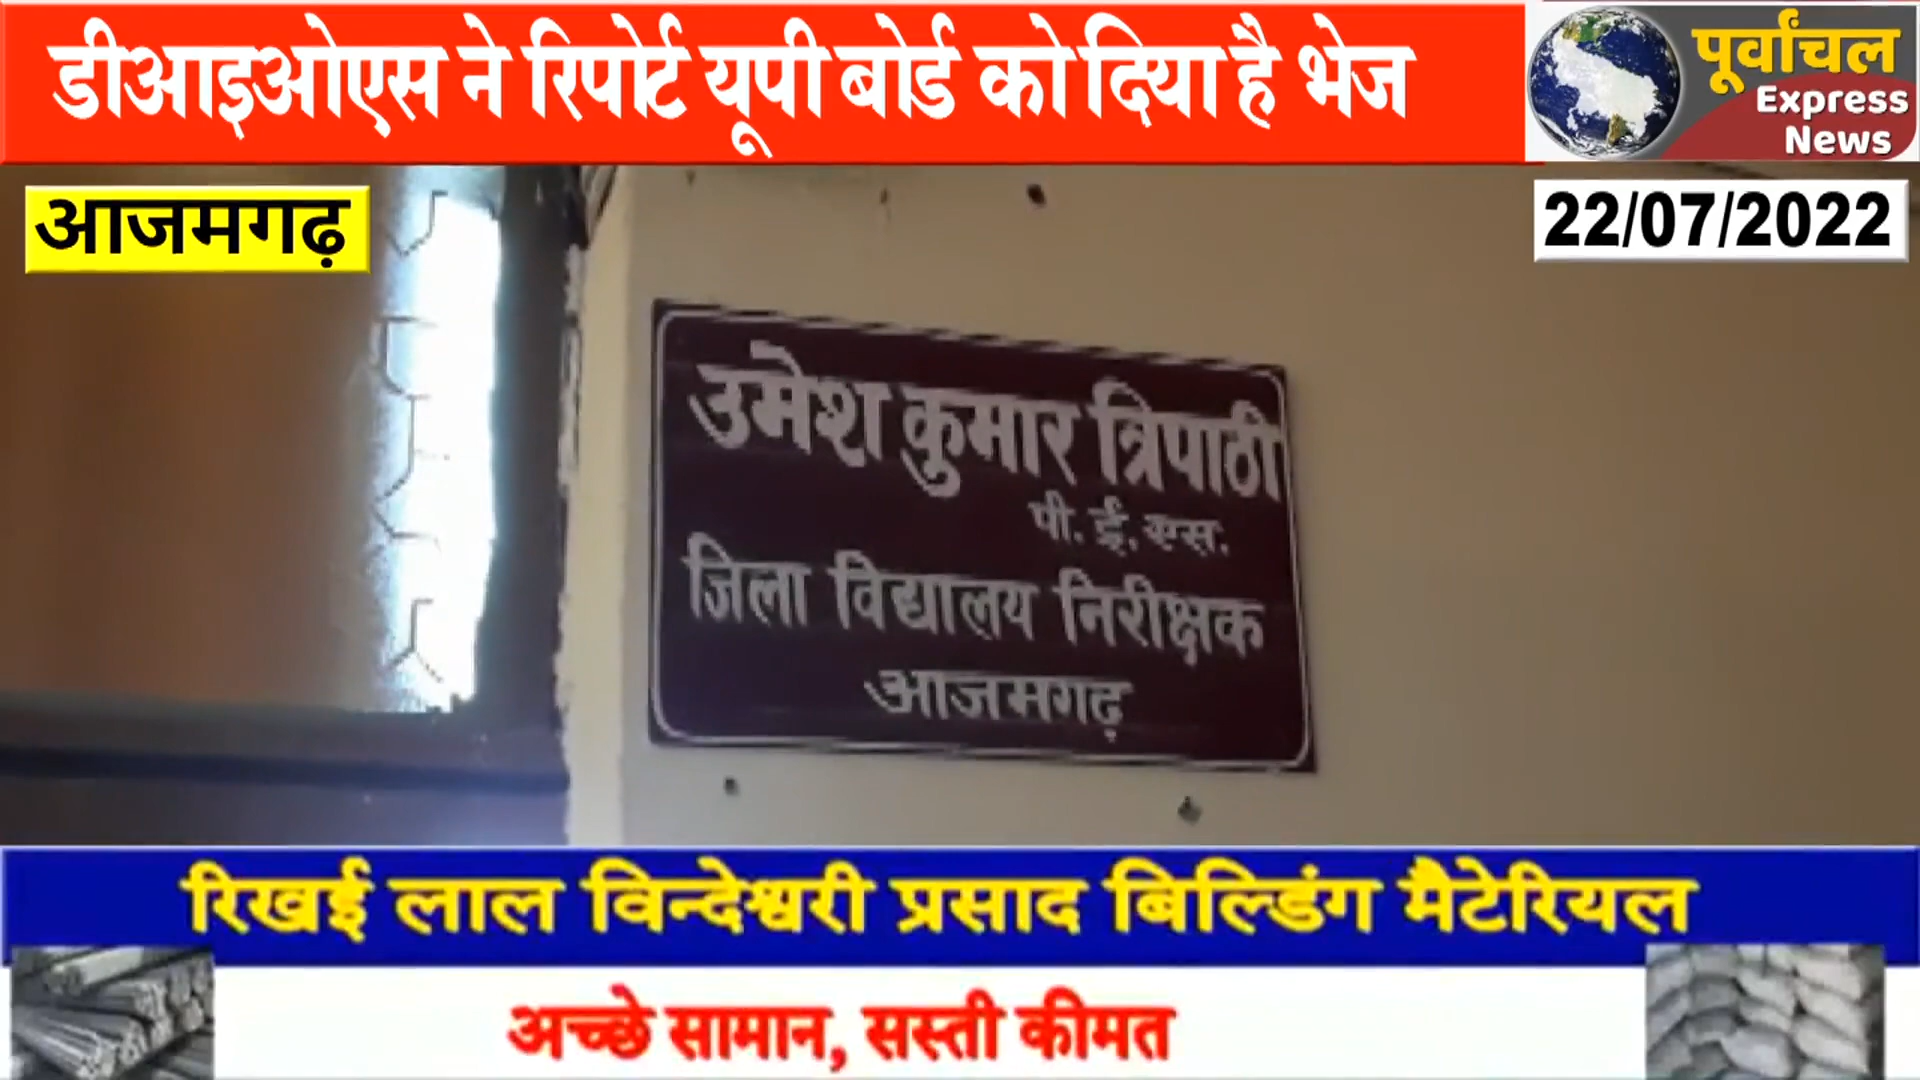 डीआइओएस ने रिपोर्ट यूपी बोर्ड को दिया है भेज
पूर्वांचल
Express
News
आजमगढ़
22/07/2022
उमेश कुमार त्रिपाठी
पी. ई. एस.
जिला विद्यालय निरीक्षक
आजमगढ़
रिखई लाल विन्देश्वरी प्रसाद बिल्डिंग मैटेरियल
अच्छे सामान, सस्ती कीमत